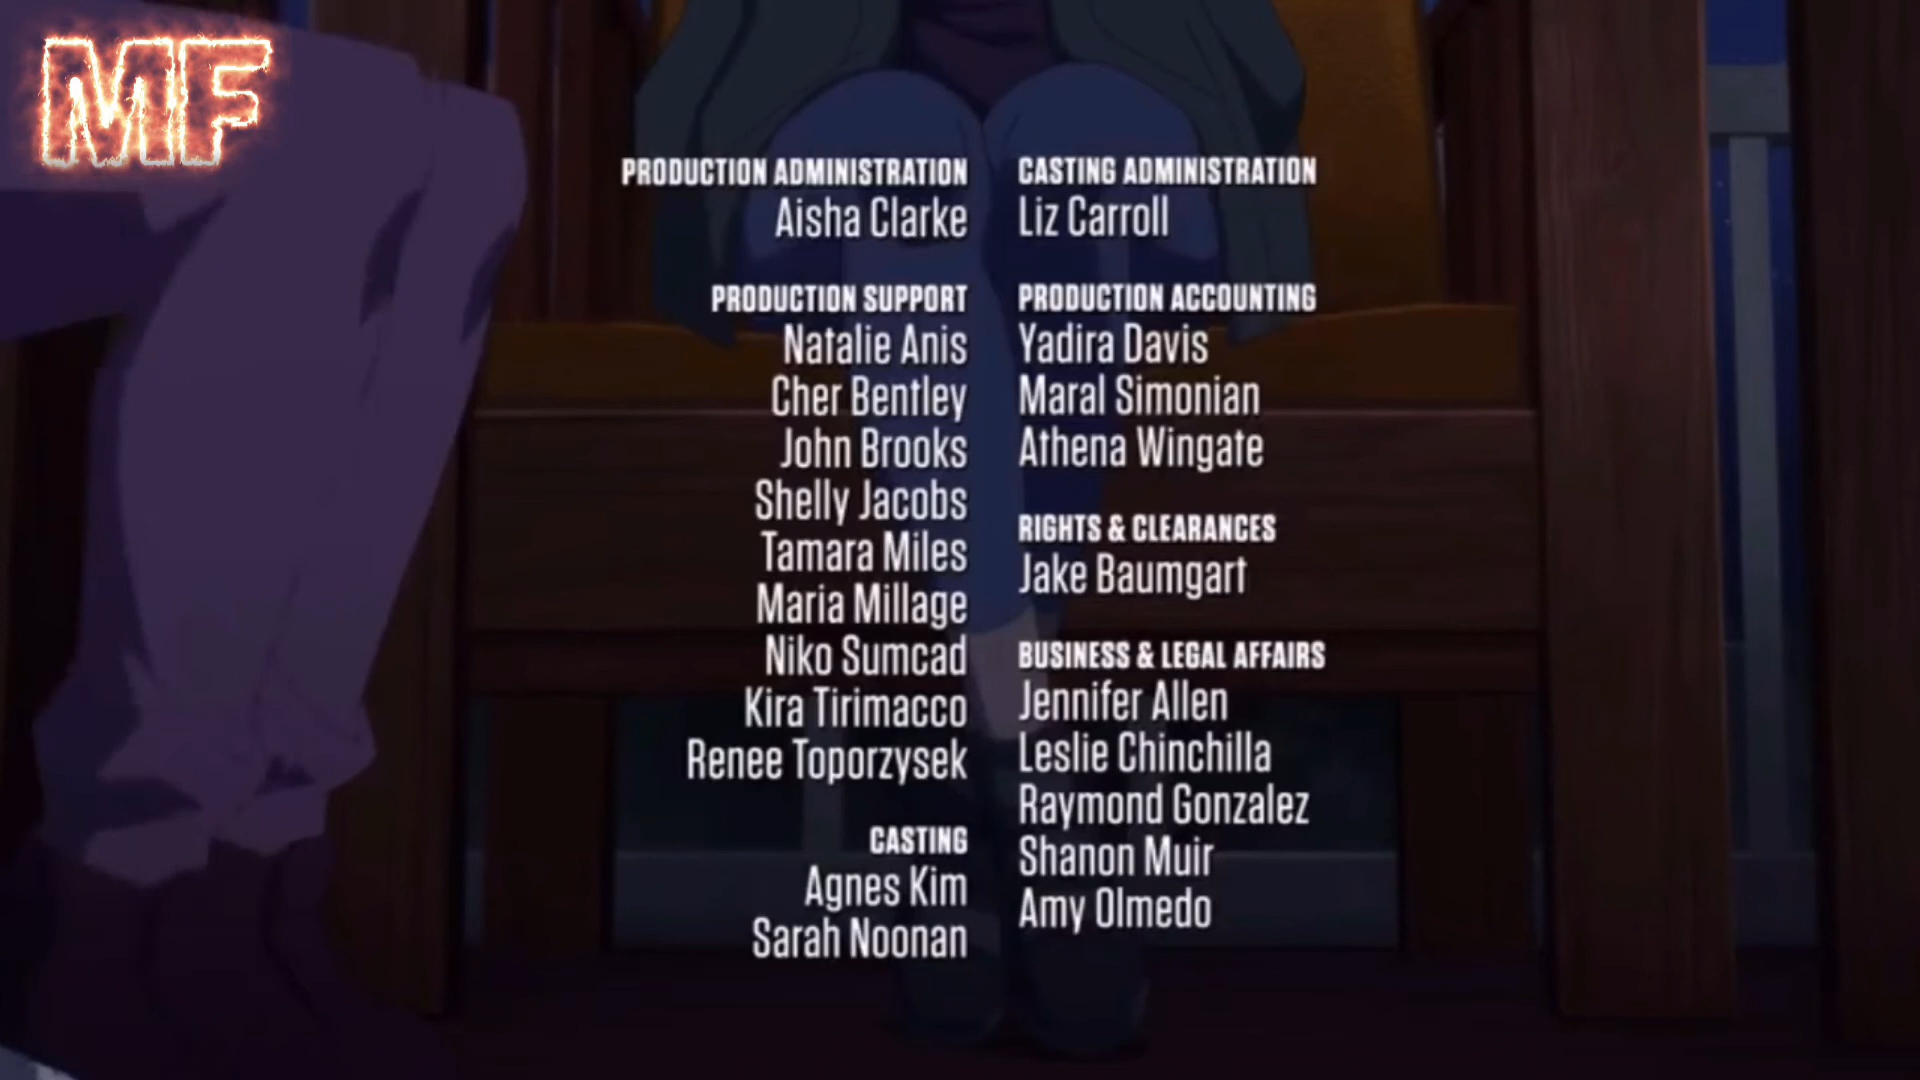 MF
PRODUCTION ADMINISTRATION
Aisha Clarke
PRODUCTION SUPPORT
Natalie Anis
Cher Bentley
John Brooks
Shelly Jacobs
Tamara Miles
Maria Millage
Niko Sumcad
Kira Tirimacco
Renee Toporzysek
CASTING
Agnes Kim
Sarah Noonan
CASTING ADMINISTRATION
Liz Carroll
PRODUCTION ACCOUNTING
Yadira Davis
Maral Simonian
Athena Wingate
RIGHTS & CLEARANCES
Jake Baumgart
BUSINESS & LEGAL AFFAIRS
Jennifer Allen
Leslie Chinchilla
Raymond Gonzalez
Shanon Muir
Amy Olmedo